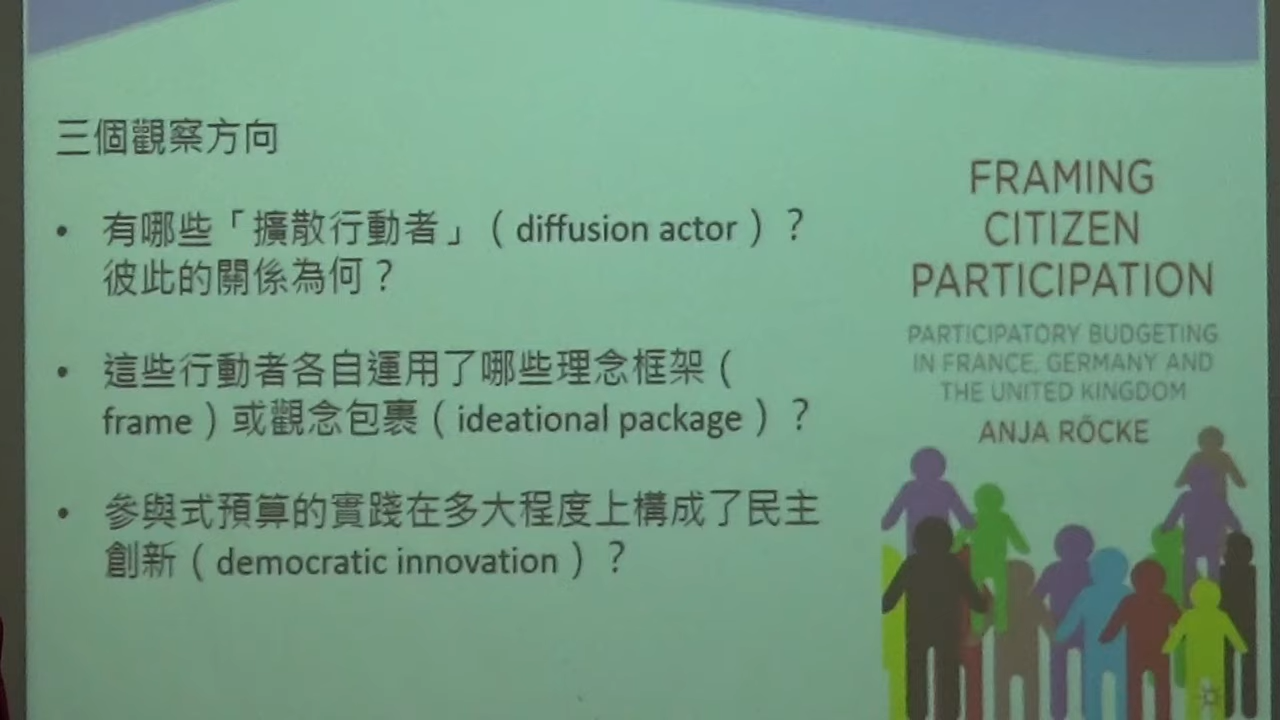 三個觀察方向
• 有哪些「擴散行動者」（diffusion actor）？
彼此的關係為何？
• 這些行動者各自運用了哪些理念框架（
frame）或觀念包裹（ideational package）？
• 參與式預算的實踐在多大程度上構成了民主
創新（democratic innovation）？
FRAMING
CITIZEN
PARTICIPATION
PARTICIPATORY BUDGETING
IN FRANCE, GERMANY AND
THE UNITED KINGDOM
ANJA RÖCKE